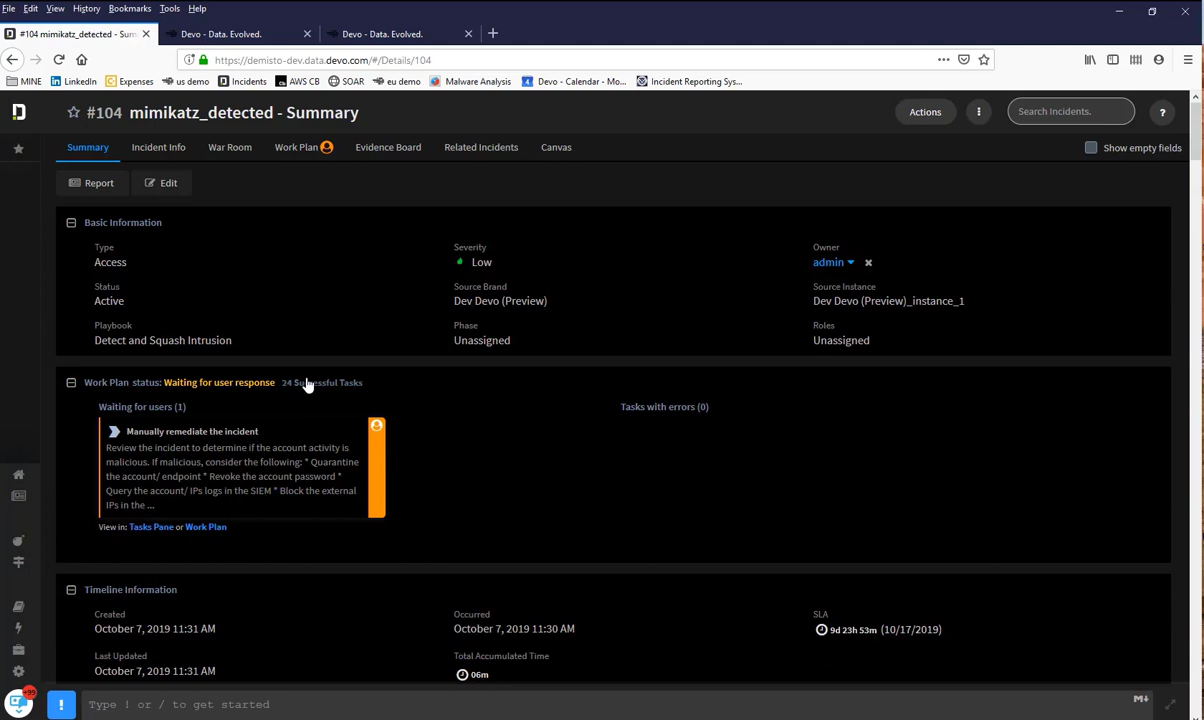 File Edit View History Bookmarks Tools Help
#104 mimikatz_detected - Sum
Devo - Data. Evolved.
Devo - Data. Evolved.
https://demisto-dev.data.devo.com/#/Details/104
MINE LinkedIn Expenses us demo Incidents AWS CB SOAR eu demo Malware Analysis Devo - Calendar - Mo... Incident Reporting Sy...
#104 mimikatz_detected - Summary
Actions
Search Incidents.
?
Summary Incident Info War Room Work Plan Evidence Board Related Incidents Canvas
Show empty fields
Report Edit
Basic Information
Type Severity Owner
Access Low admin
Status Source Brand Source Instance
Active Dev Devo (Preview) Dev Devo (Preview)_instance_1
Playbook Phase Roles
Detect and Squash Intrusion Unassigned Unassigned
Work Plan status: Waiting for user response 24 Successful Tasks
Waiting for users (1) Tasks with errors (0)
Manually remediate the incident
Review the incident to determine if the account activity is
malicious. If malicious, consider the following: * Quarantine
the account/ endpoint * Revoke the account password *
Query the account/ IPs logs in the SIEM * Block the external
IPs in the ...
View in: Tasks Pane or Work Plan
Timeline Information
Created Occurred SLA
October 7, 2019 11:31 AM October 7, 2019 11:30 AM 9d 23h 53m (10/17/2019)
Last Updated Total Accumulated Time
October 7, 2019 11:31 AM 06m
+99
! Type ! or / to get started
M